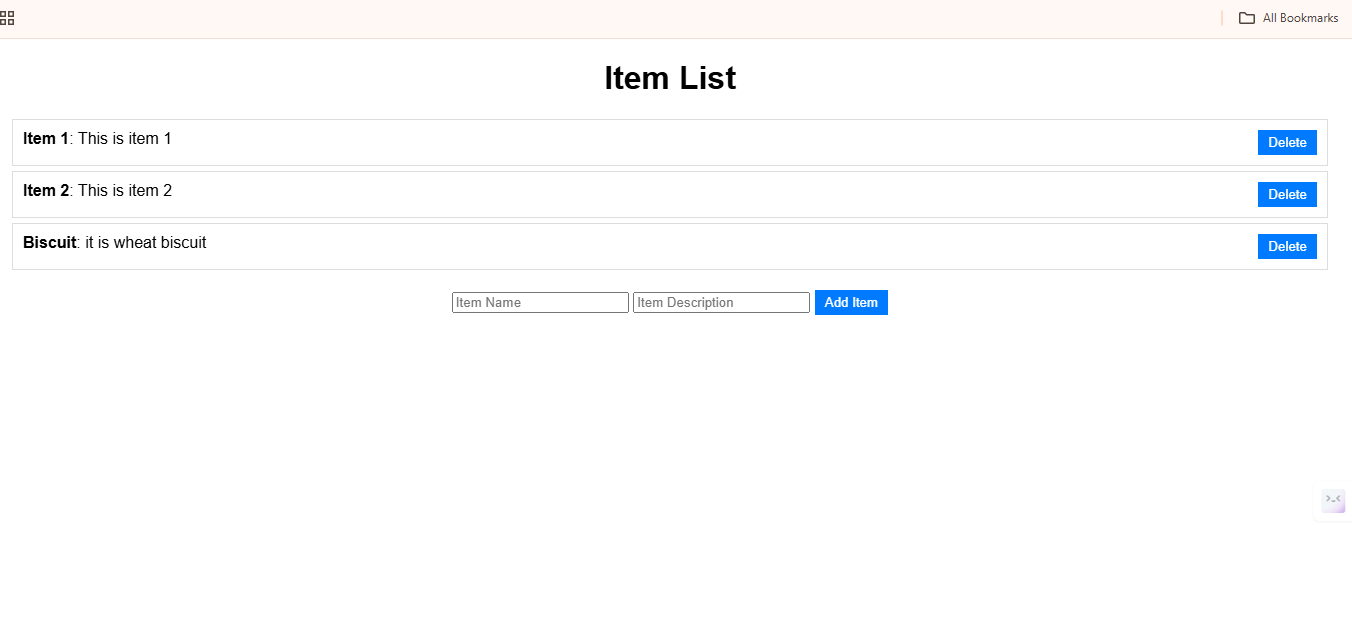 All Bookmarks
Item List
Item 1: This is item 1
Delete
Item 2: This is item 2
Delete
Biscuit: it is wheat biscuit
Delete
Item Name Item Description Add Item